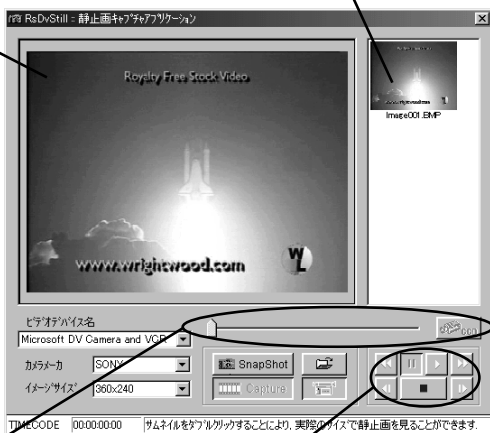 RsDvStill : 静止画ｷｬﾌﾟﾁｬｱﾌﾟﾘｹｰｼｮﾝ
Royalty Free Stock Video
www.wrightwood.com
WL
Image001.BMP
ﾋﾞﾃﾞｵﾃﾞﾊﾞｲｽ名
Microsoft DV Camera and VCR
ｶﾒﾗﾒｰｶ
SONY
ｲﾒｰｼﾞｻｲｽﾞ
360x240
SnapShot
Capture
TIMECODE
00:00:00:00
ｻﾑﾈｲﾙをﾀﾞﾌﾞﾙｸﾘｯｸすることにより、実際のｻｲｽﾞで静止画を見ることができます.